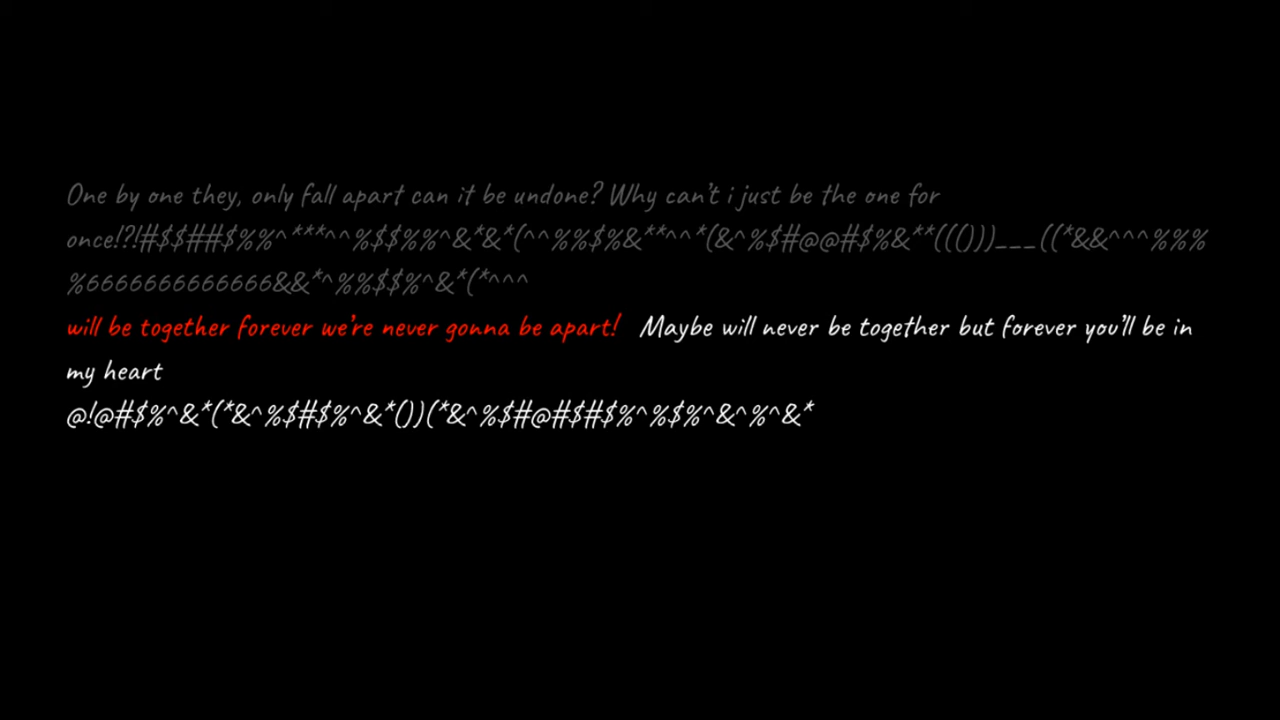 One by one they, only fall apart can it be undone? Why can't i just be the one for
once!?!#$$##$%%^***^^%$$%%^&*&*(^^%%$%&**^^*(&^%$#@@#$%&**((()))___((*&&^^^%%%
%6666666666666&&*^%%$$%^&*(*^^^
will be together forever we're never gonna be apart! Maybe will never be together but forever you'll be in
my heart
@!@#$%^&*(*&^%$#$%^&*())(*&^%$#@#$#$%^%$%^&^%^&*